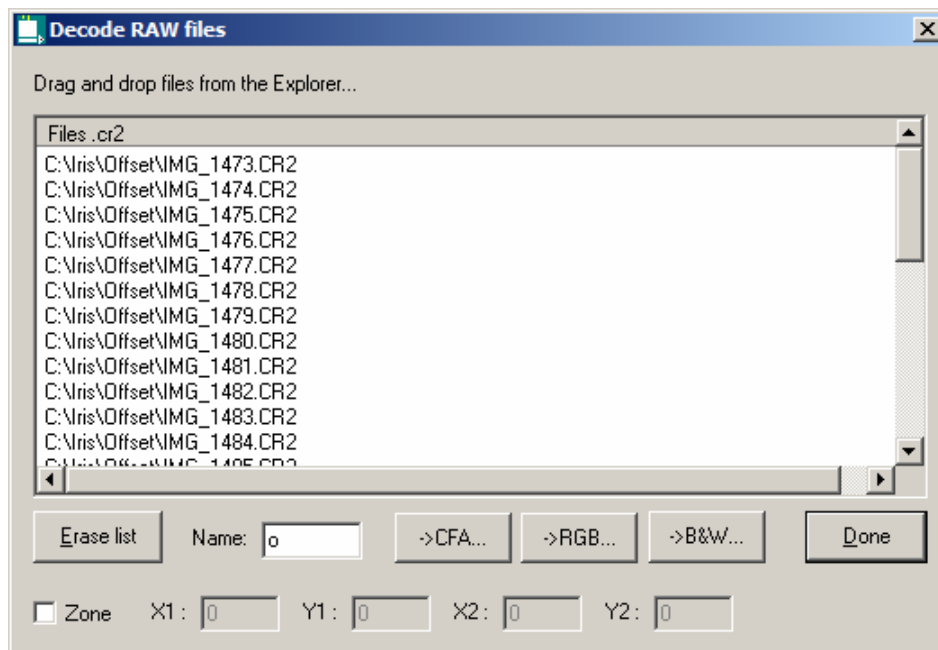 Decode RAW files
Drag and drop files from the Explorer...
Files .cr2
C:\Iris\Offset\IMG_1473.CR2
C:\Iris\Offset\IMG_1474.CR2
C:\Iris\Offset\IMG_1475.CR2
C:\Iris\Offset\IMG_1476.CR2
C:\Iris\Offset\IMG_1477.CR2
C:\Iris\Offset\IMG_1478.CR2
C:\Iris\Offset\IMG_1479.CR2
C:\Iris\Offset\IMG_1480.CR2
C:\Iris\Offset\IMG_1481.CR2
C:\Iris\Offset\IMG_1482.CR2
C:\Iris\Offset\IMG_1483.CR2
C:\Iris\Offset\IMG_1484.CR2
Erase list Name: o ->CFA... ->RGB... ->B&W... Done
Zone X1 : 0 Y1 : 0 X2 : 0 Y2 : 0